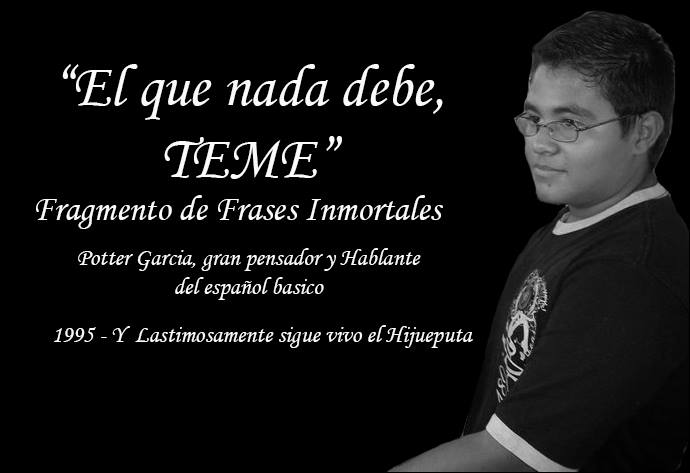 “El que nada debe,
TEME”
Fragmento de Frases Inmortales
Potter Garcia, gran pensador y Hablante
del español basico
1995 - Y Lastimosamente sigue vivo el Hijueputa